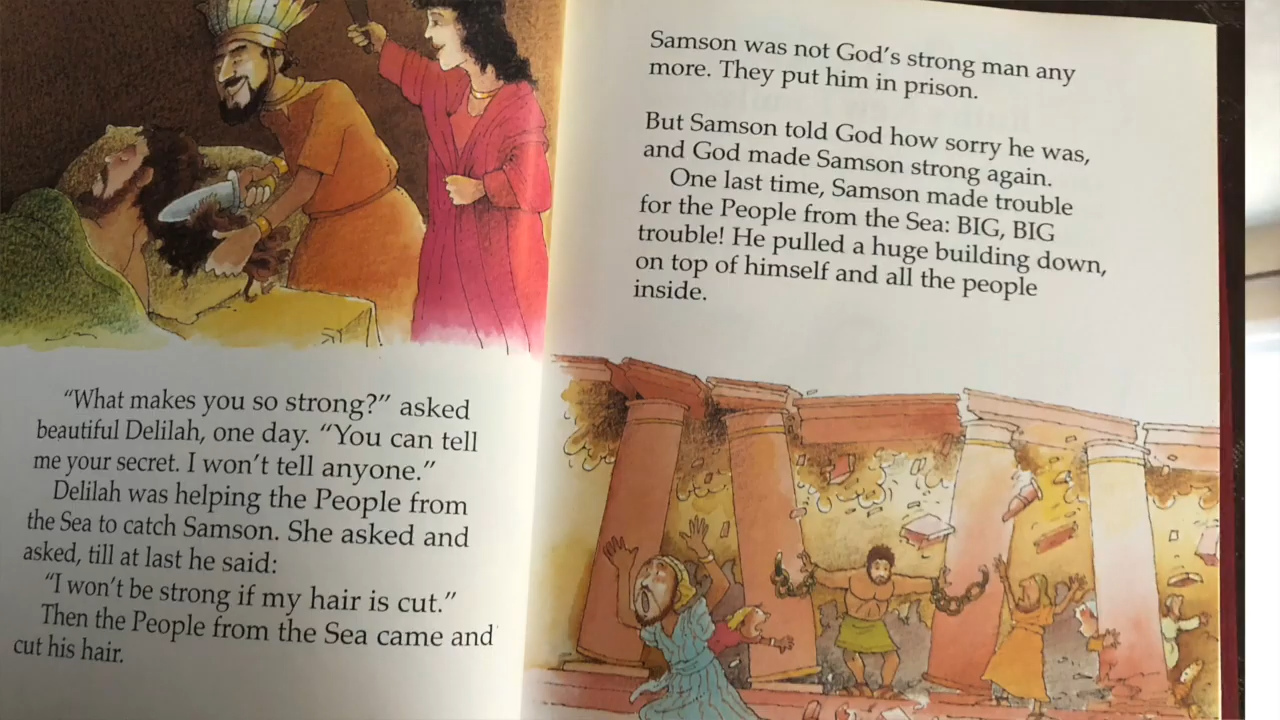 “What makes you so strong?” asked
beautiful Delilah, one day. “You can tell
me your secret. I won’t tell anyone.”
Delilah was helping the People from
the Sea to catch Samson. She asked and
asked, till at last he said:
“I won’t be strong if my hair is cut.”
Then the People from the Sea came and
cut his hair.
Samson was not God’s strong man any
more. They put him in prison.
But Samson told God how sorry he was,
and God made Samson strong again.
One last time, Samson made trouble
for the People from the Sea: BIG, BIG
trouble! He pulled a huge building down,
on top of himself and all the people
inside.